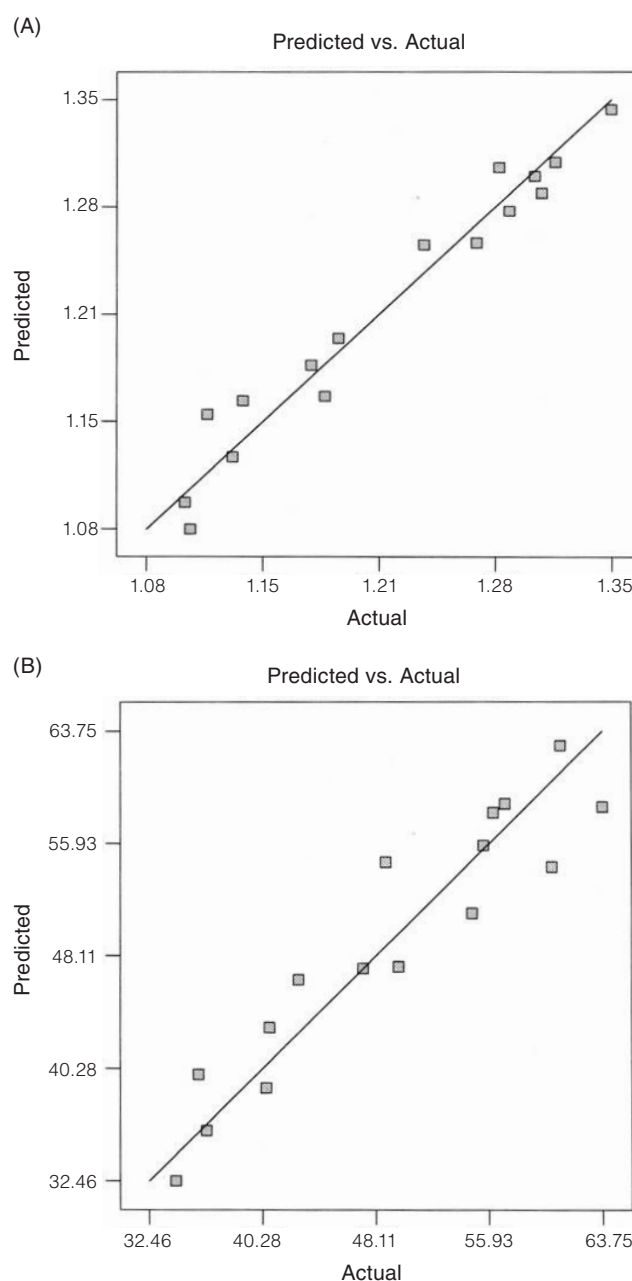 (A)
Predicted vs. Actual
1.35
1.28
1.21
1.15
1.08
Predicted
1.08 1.15 1.21 1.28 1.35
Actual
(B)
Predicted vs. Actual
63.75
55.93
48.11
40.28
32.46
Predicted
32.46 40.28 48.11 55.93 63.75
Actual